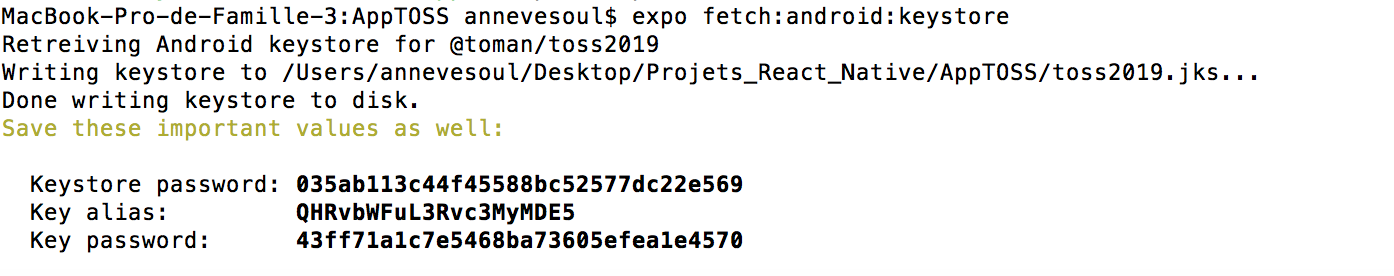 MacBook-Pro-de-Famille-3:AppTOSS annevesoul$ expo fetch:android:keystore
Retreiving Android keystore for @toman/toss2019
Writing keystore to /Users/annevesoul/Desktop/Projets_React_Native/AppTOSS/toss2019.jks...
Done writing keystore to disk.
Save these important values as well:
Keystore password: 035ab113c44f45588bc52577dc22e569
Key alias: QHRvbWFuL3Rvc3MyMDE5
Key password: 43ff71a1c7e5468ba73605efea1e4570